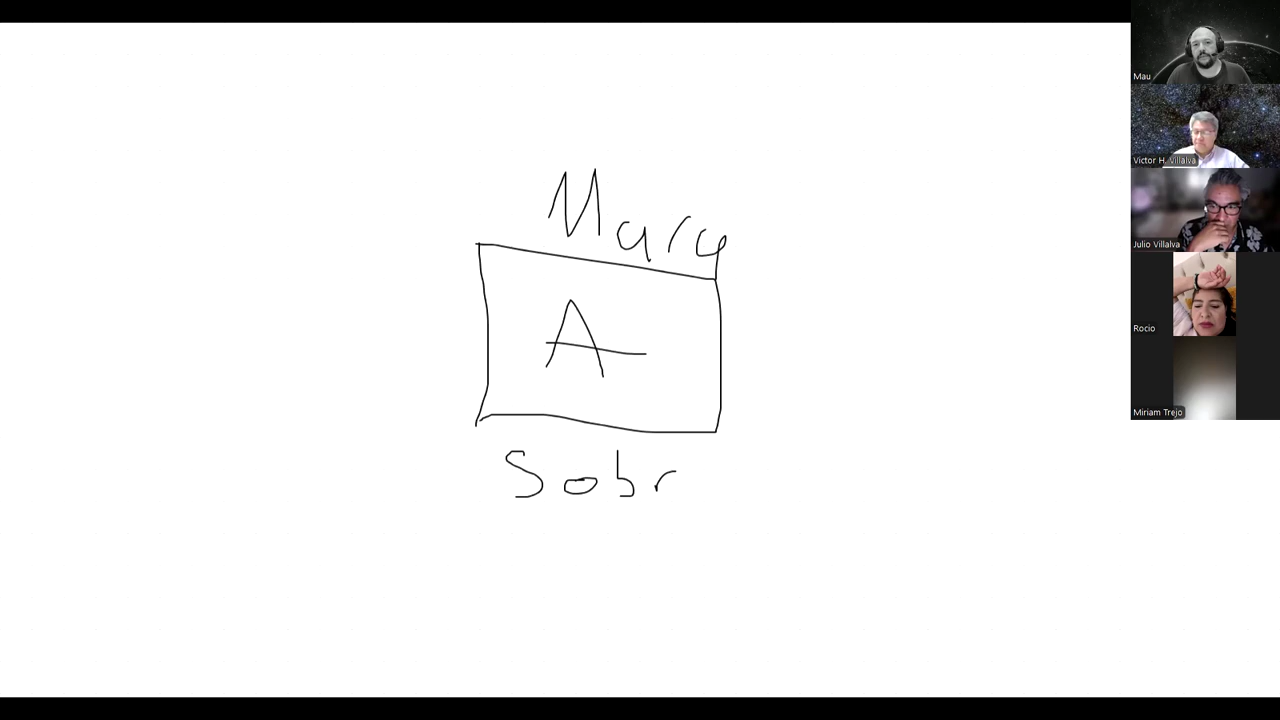 Marc
A
Sobr
Mau
Victor H. Villalva
Julio Villalva
Rocio
Miriam Trejo